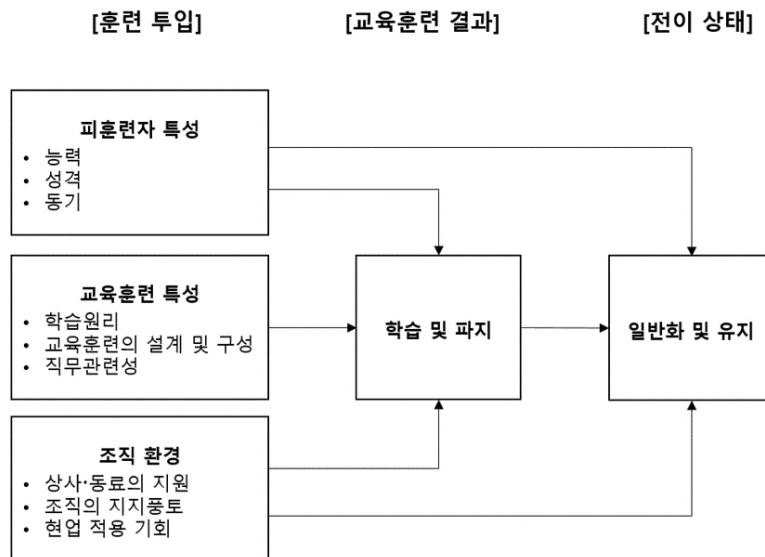 [훈련 투입] [교육훈련 결과] [전이 상태]
피훈련자 특성
• 능력
• 성격
• 동기
교육훈련 특성
• 학습원리
• 교육훈련의 설계 및 구성
• 직무관련성
학습 및 파지
일반화 및 유지
조직 환경
• 상사·동료의 지원
• 조직의 지지풍토
• 현업 적용 기회